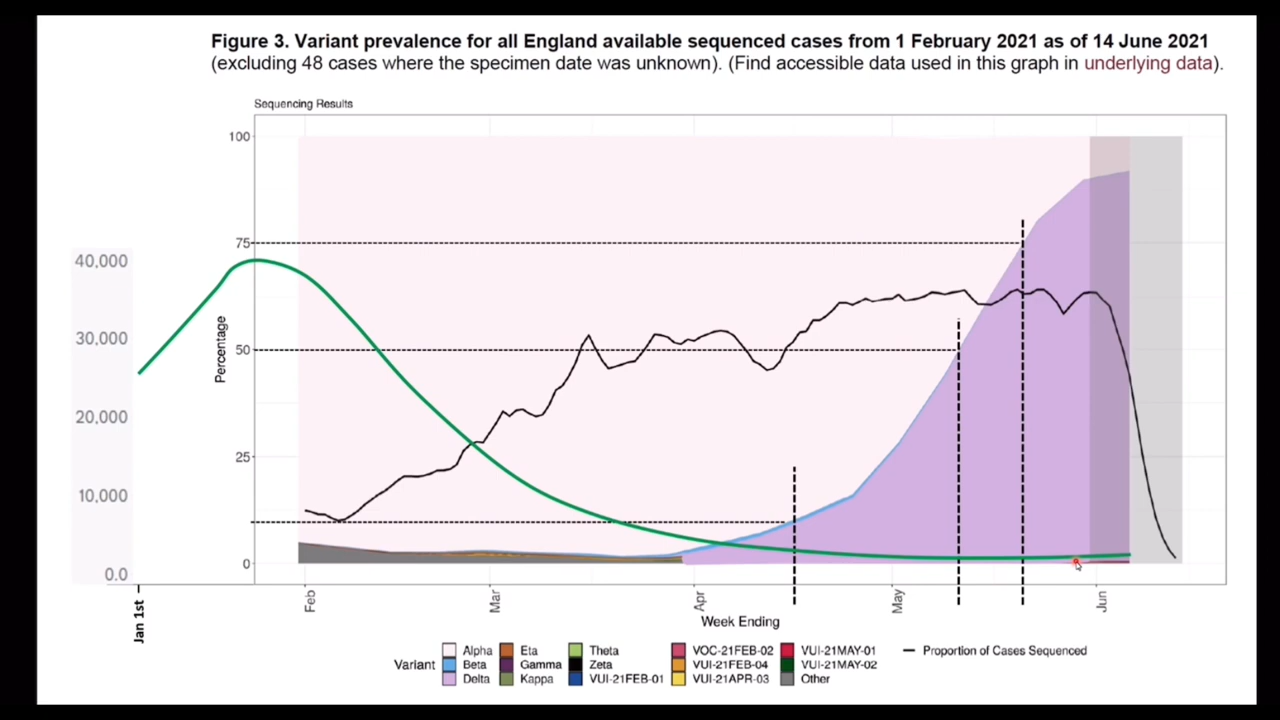 Figure 3. Variant prevalence for all England available sequenced cases from 1 February 2021 as of 14 June 2021
(excluding 48 cases where the specimen date was unknown). (Find accessible data used in this graph in underlying data).
Sequencing Results
100
75
50
25
0
Percentage
40,000
30,000
20,000
10,000
0.0
Jan 1st
Feb
Mar
Apr
May
Jun
Week Ending
Variant
Alpha
Beta
Delta
Eta
Gamma
Kappa
Theta
Zeta
VUI-21FEB-01
VOC-21FEB-02
VUI-21FEB-04
VUI-21APR-03
VUI-21MAY-01
VUI-21MAY-02
Other
Proportion of Cases Sequenced